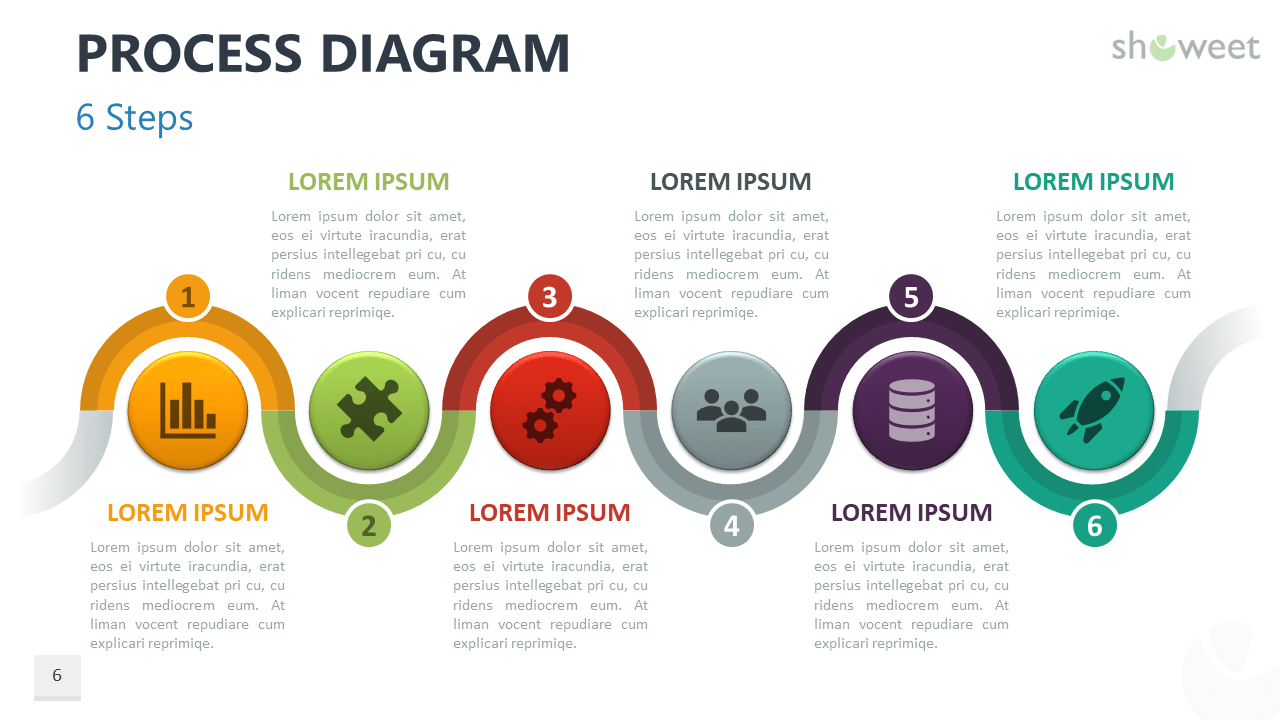 PROCESS DIAGRAM
showeet
6 Steps
LOREM IPSUM
Lorem ipsum dolor sit amet,
eos ei virtute iracundia, erat
persius intellegebat pri cu, cu
ridens mediocrem eum. At
liman vocent repudiare cum
explicari reprimiqe.
LOREM IPSUM
Lorem ipsum dolor sit amet,
eos ei virtute iracundia, erat
persius intellegebat pri cu, cu
ridens mediocrem eum. At
liman vocent repudiare cum
explicari reprimiqe.
LOREM IPSUM
Lorem ipsum dolor sit amet,
eos ei virtute iracundia, erat
persius intellegebat pri cu, cu
ridens mediocrem eum. At
liman vocent repudiare cum
explicari reprimiqe.
1
3
5
2
4
6
LOREM IPSUM
Lorem ipsum dolor sit amet,
eos ei virtute iracundia, erat
persius intellegebat pri cu, cu
ridens mediocrem eum. At
liman vocent repudiare cum
explicari reprimiqe.
LOREM IPSUM
Lorem ipsum dolor sit amet,
eos ei virtute iracundia, erat
persius intellegebat pri cu, cu
ridens mediocrem eum. At
liman vocent repudiare cum
explicari reprimiqe.
LOREM IPSUM
Lorem ipsum dolor sit amet,
eos ei virtute iracundia, erat
persius intellegebat pri cu, cu
ridens mediocrem eum. At
liman vocent repudiare cum
explicari reprimiqe.
6